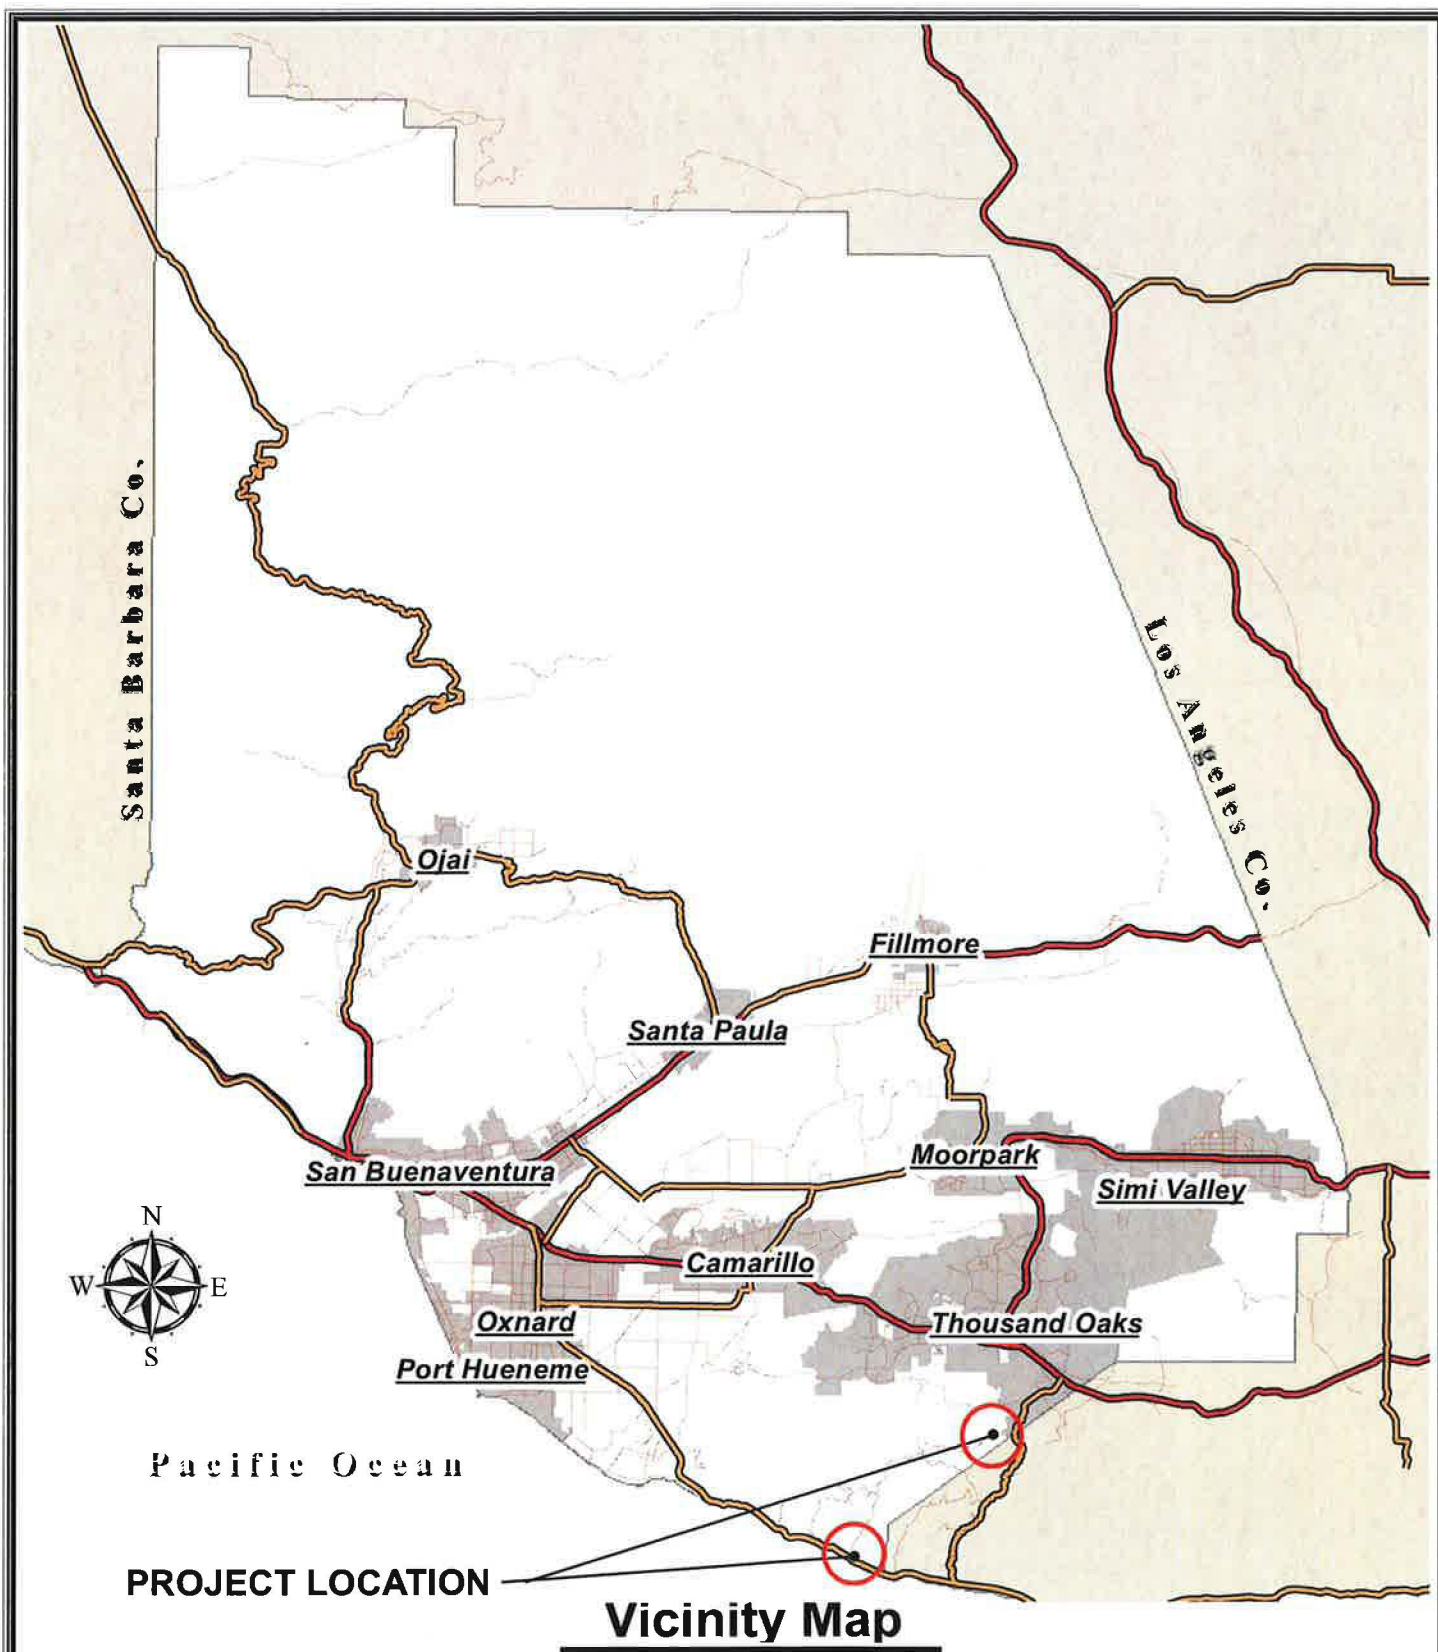 Santa Barbara Co.
Los Angeles Co.
Ojai
Fillmore
Santa Paula
Moorpark
San Buenaventura
Simi Valley
N
W E
S
Camarillo
Oxnard
Thousand Oaks
Port Hueneme
Pacific Ocean
PROJECT LOCATION
Vicinity Map